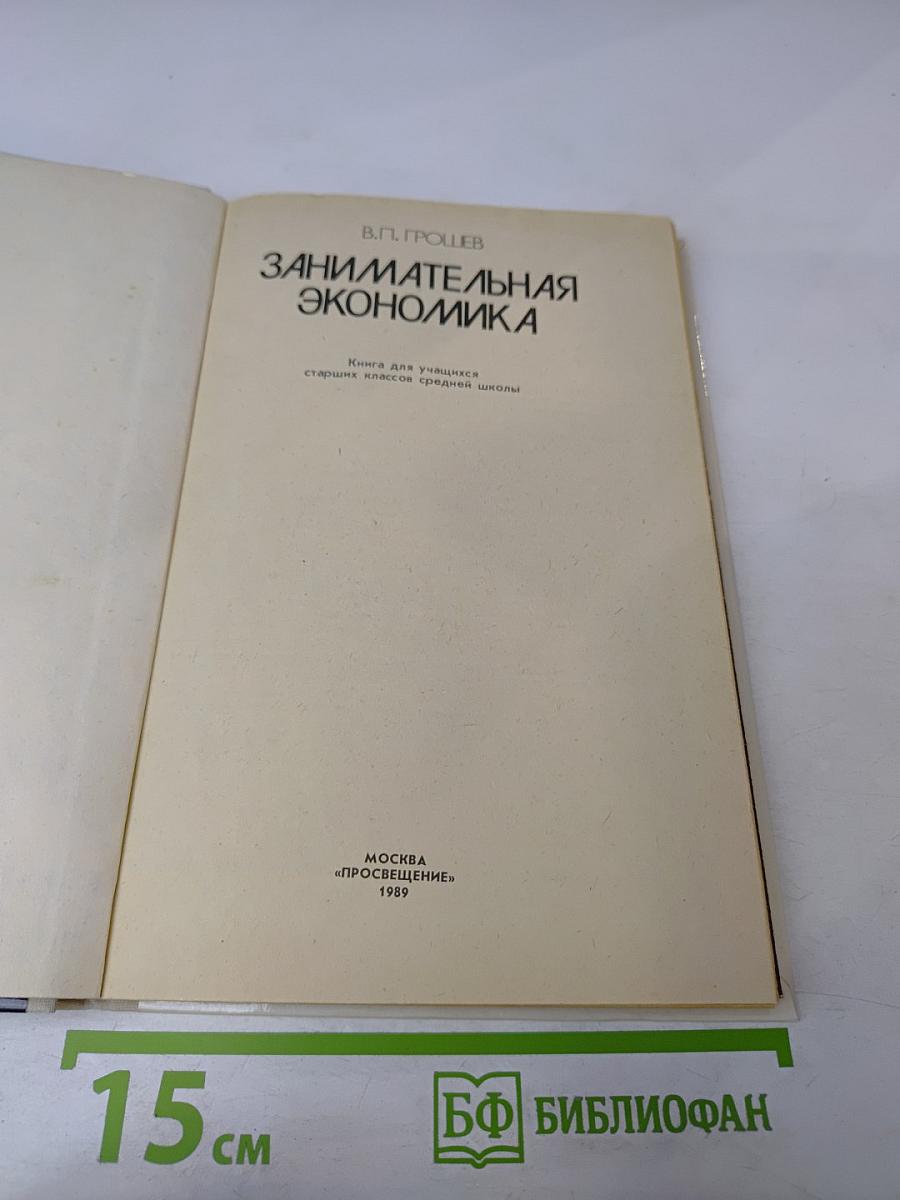 В.П. ГРОШЕВ
ЗАНИМАТЕЛЬНАЯ
ЭКОНОМИКА
Книга для учащихся
старших классов средней школы
МОСКВА
«ПРОСВЕЩЕНИЕ»
1989
15 см
БФ БИБЛИОФАН